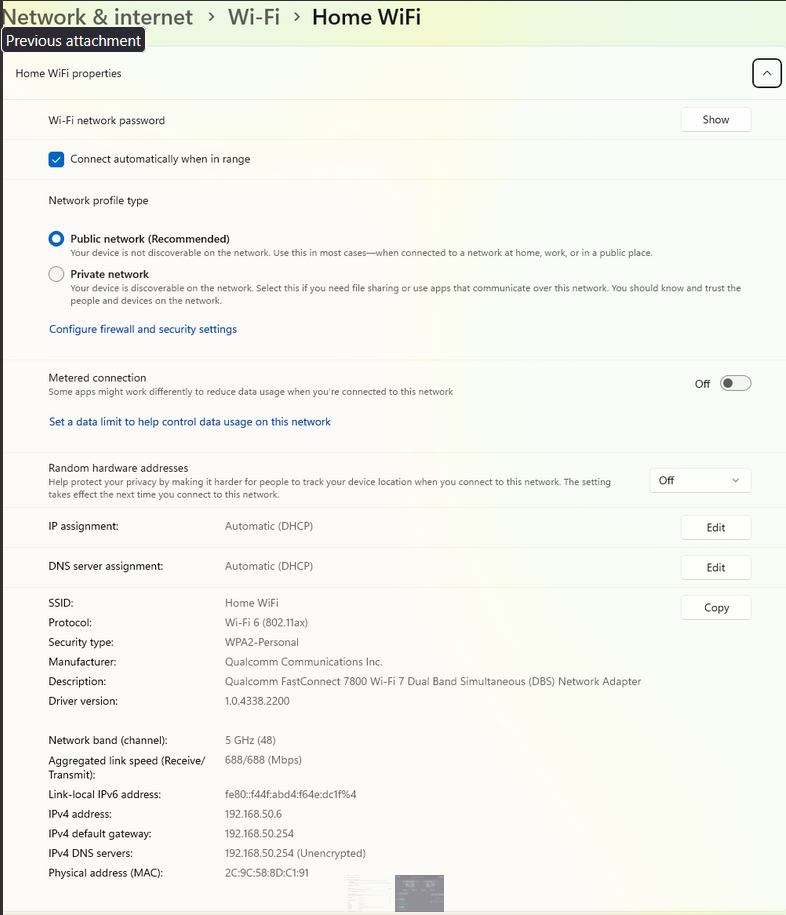 Network & internet › Wi-Fi › Home WiFi
Previous attachment
Home WiFi properties
Wi-Fi network password
Show
Connect automatically when in range
Network profile type
Public network (Recommended)
Your device is not discoverable on the network. Use this in most cases—when connected to a network at home, work, or in a public place.
Private network
Your device is discoverable on the network. Select this if you need file sharing or use apps that communicate over this network. You should know and trust the
people and devices on the network.
Configure firewall and security settings
Metered connection
Some apps might work differently to reduce data usage when you're connected to this network
Off
Set a data limit to help control data usage on this network
Random hardware addresses
Help protect your privacy by making it harder for people to track your device location when you connect to this network. The setting
takes effect the next time you connect to this network.
Off
IP assignment: Automatic (DHCP)
Edit
DNS server assignment: Automatic (DHCP)
Edit
SSID: Home WiFi
Copy
Protocol: Wi-Fi 6 (802.11ax)
Security type: WPA2-Personal
Manufacturer: Qualcomm Communications Inc.
Description: Qualcomm FastConnect 7800 Wi-Fi 7 Dual Band Simultaneous (DBS) Network Adapter
Driver version: 1.0.4338.2200
Network band (channel): 5 GHz (48)
Aggregated link speed (Receive/ 688/688 (Mbps)
Transmit):
Link-local IPv6 address: fe80::f44f:abd4:f64e:dc1f%4
IPv4 address: 192.168.50.6
IPv4 default gateway: 192.168.50.254
IPv4 DNS servers: 192.168.50.254 (Unencrypted)
Physical address (MAC): 2C:9C:58:8D:C1:91